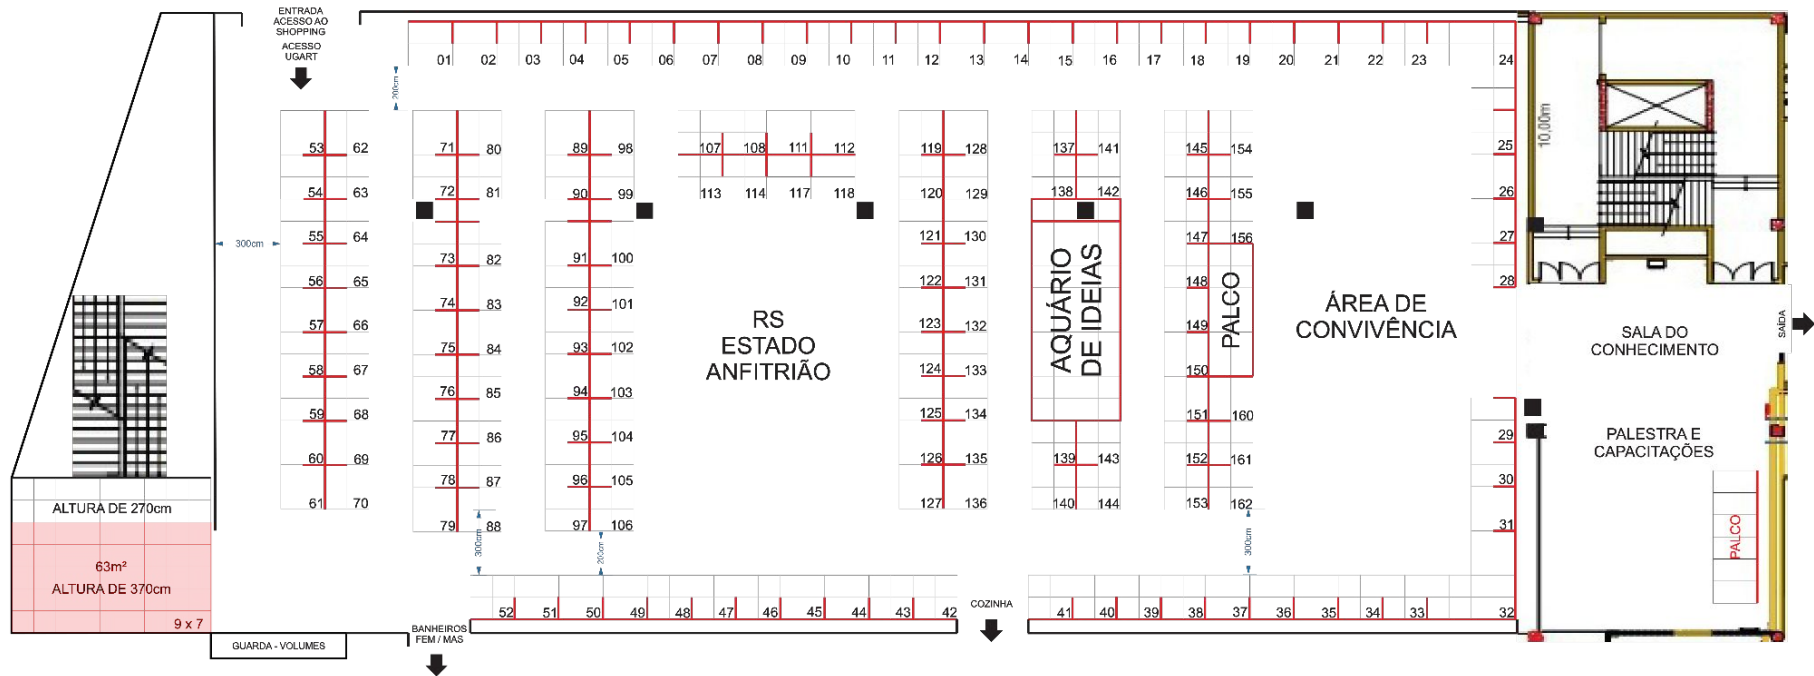 ENTRADA
ACESSO AO
SHOPPING
ACESSO
UGART
01 02 03 04 05 06 07 08 09 10 11 12 13 14 15 16 17 18 19 20 21 22 23 24
200cm
10,00m
53 62 71 80 89 98 107 108 111 112 119 128 137 141 145 154 25
54 63 72 81 90 99 113 114 117 118 120 129 138 142 146 155 26
300cm
55 64 73 82 91 100 121 130 147 156 27
56 65 74 83 92 101 122 131 148 28
57 66 75 84 93 102 123 132 149
58 67 76 85 94 103 124 133 150
59 68 77 86 95 104 125 134 151 160 29
60 69 78 87 96 105 126 135 139 143 152 161 30
61 70 79 88 97 106 127 136 140 144 153 162 31
RS
ESTADO
ANFITRIÃO
AQUÁRIO
DE IDEIAS
PALCO
ÁREA DE
CONVIVÊNCIA
SALA DO
CONHECIMENTO
SAÍDA
PALESTRA E
CAPACITAÇÕES
PALCO
ALTURA DE 270cm
63m²
ALTURA DE 370cm
9 x 7
300cm
200cm
300cm
52 51 50 49 48 47 46 45 44 43 42 41 40 39 38 37 36 35 34 33 32
COZINHA
BANHEIROS
FEM / MAS
GUARDA - VOLUMES